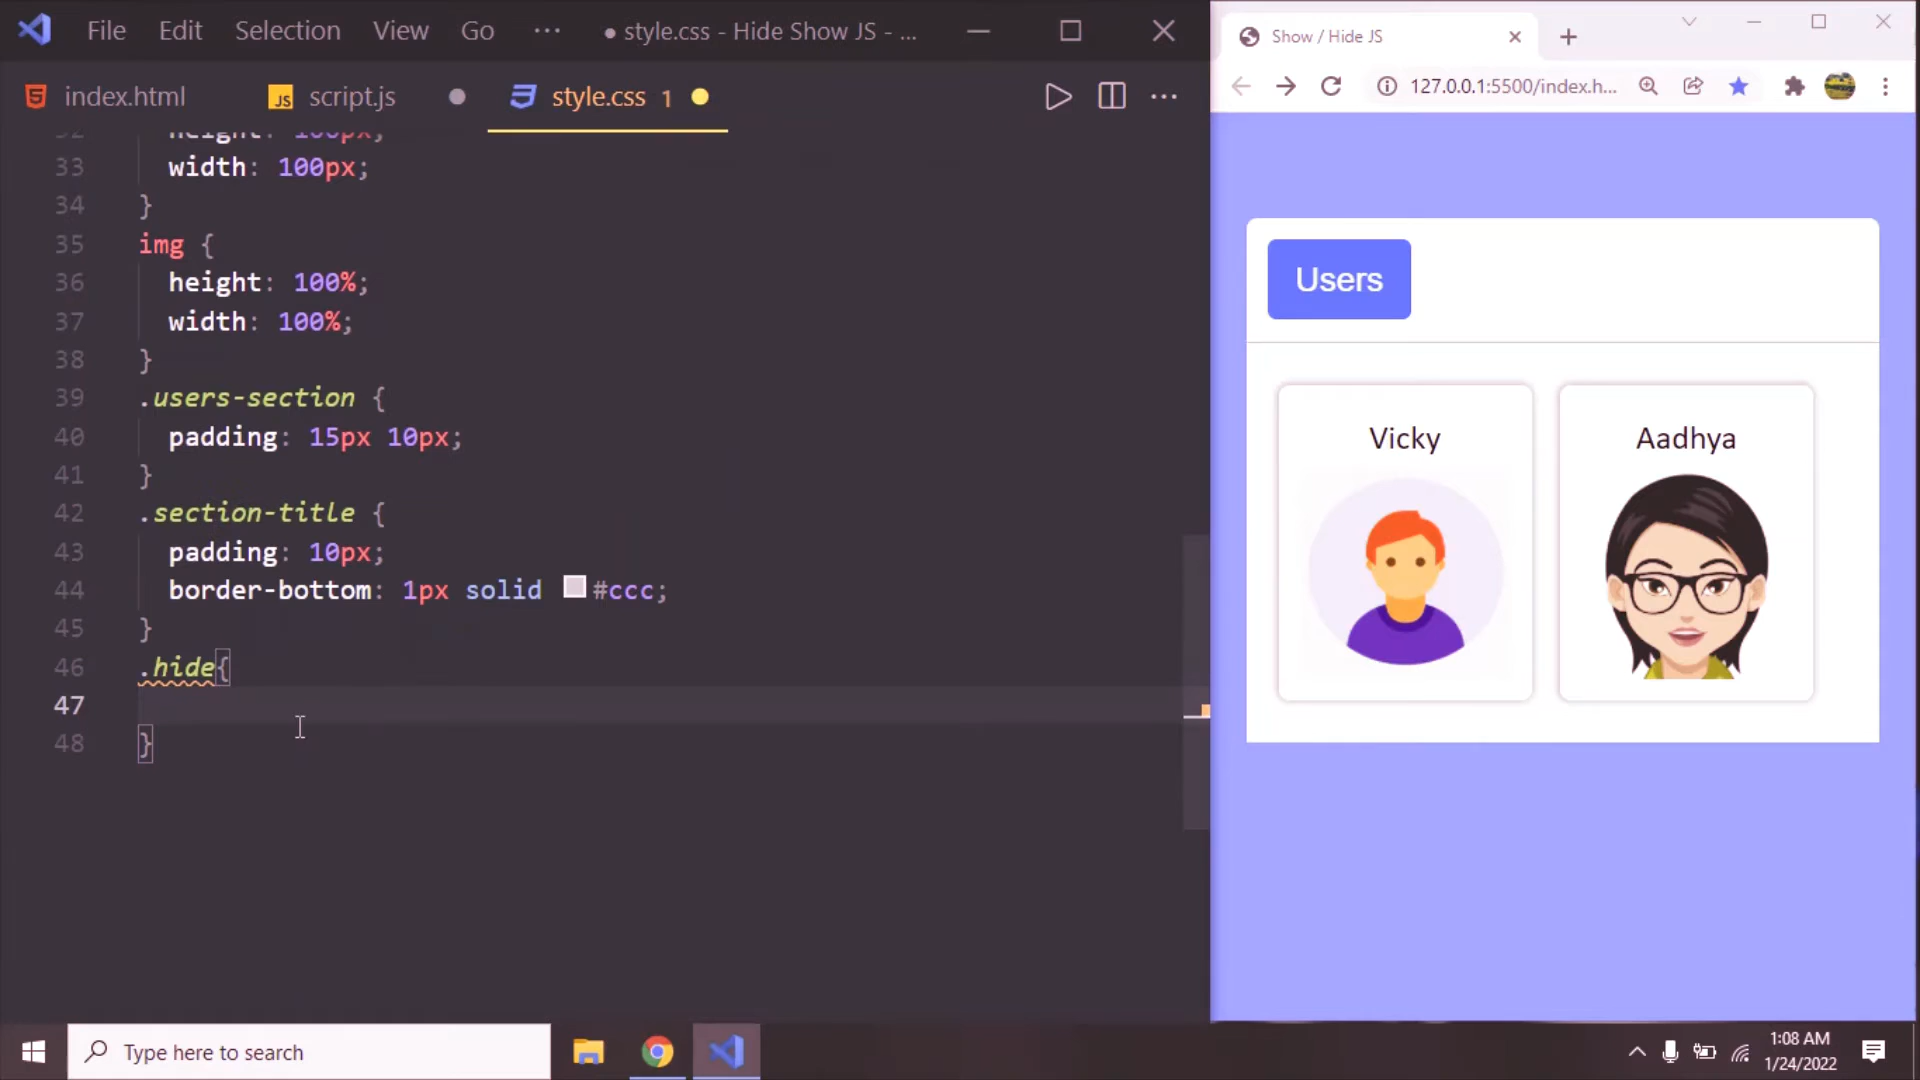 File Edit Selection View Go ... ● style.css - Hide Show JS - ...
index.html JS script.js style.css 1
32 height: 100px;
33 width: 100px;
34 }
35 img {
36 height: 100%;
37 width: 100%;
38 }
39 .users-section {
40 padding: 15px 10px;
41 }
42 .section-title {
43 padding: 10px;
44 border-bottom: 1px solid #ccc;
45 }
46 .hide{
47
48 }
Show / Hide JS
127.0.0.1:5500/index.h...
Users
Vicky Aadhya
Type here to search
1:08 AM
1/24/2022